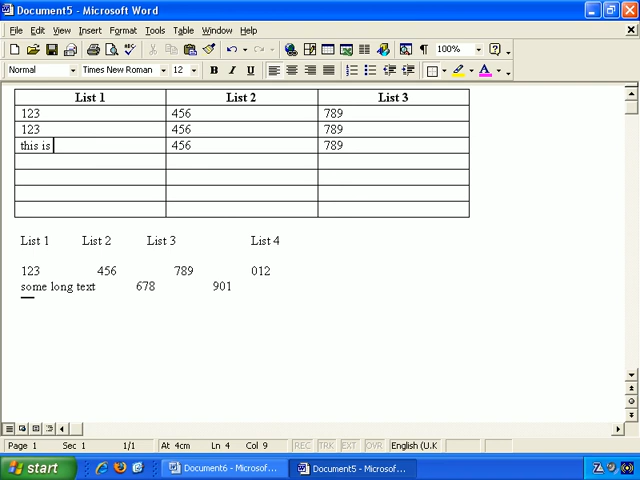 Document5 - Microsoft Word
File Edit View Insert Format Tools Table Window Help
100%
Normal Times New Roman 12 B I U A
List 1 List 2 List 3
123 456 789
123 456 789
this is 456 789
List 1 List 2 List 3 List 4
123 456 789 012
some long text 678 901
Page 1 Sec 1 1/1 At 4cm Ln 4 Col 9 REC TRK EXT OVR English (U.K
start Document6 - Microsof... Document5 - Microsof...